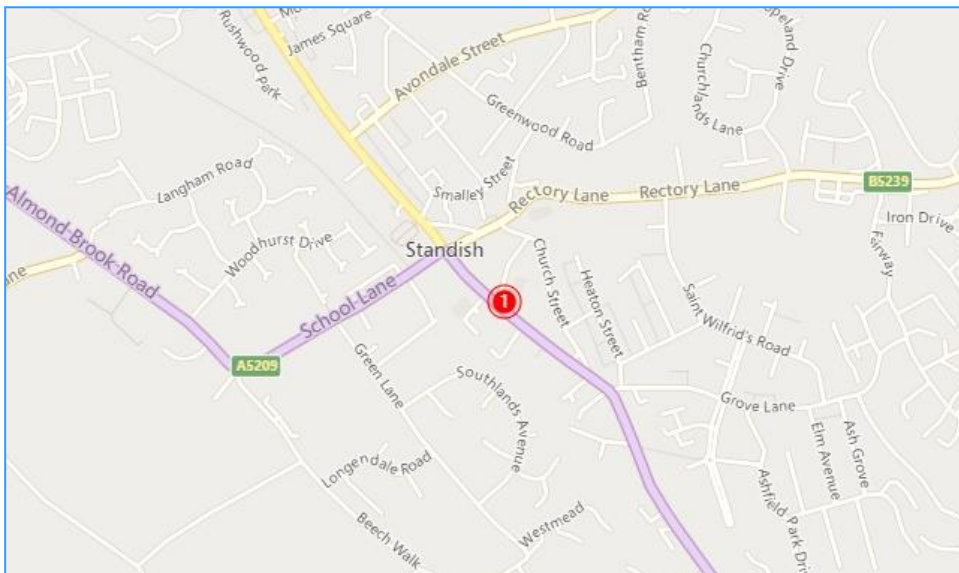 Rushwood Park
James Square
Avondale Street
Bentham Ro
Churchlands Lane
Drive
Greenwood Road
Langham Road
Smalley Street
Rectory Lane
Rectory Lane
B5239
Almond-Brook-Road
Woodhurst Drive
Standish
Iron Drive
Fairway
School-Lane
Church Street
Heaton Street
1
Saint Wilfrid's Road
A5209
Green Lane
Southlands Avenue
Grove Lane
Elm Avenue
Ash Grove
Longendale Road
Ashfield Park Driv
Beech Walk
Westmead